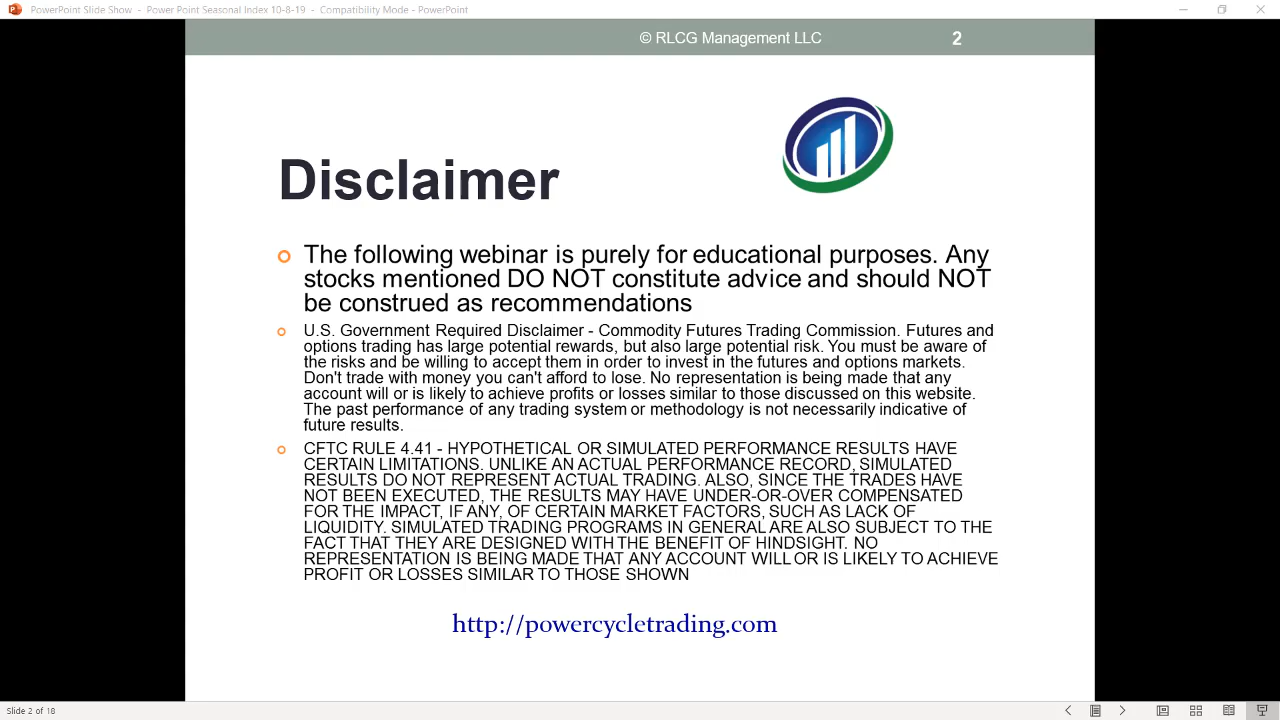 PowerPoint Slide Show - Power Point Seasonal Index 10-8-19 - Compatibility Mode - PowerPoint
© RLCG Management LLC 2
Disclaimer
The following webinar is purely for educational purposes. Any
stocks mentioned DO NOT constitute advice and should NOT
be construed as recommendations
U.S. Government Required Disclaimer - Commodity Futures Trading Commission. Futures and
options trading has large potential rewards, but also large potential risk. You must be aware of
the risks and be willing to accept them in order to invest in the futures and options markets.
Don't trade with money you can't afford to lose. No representation is being made that any
account will or is likely to achieve profits or losses similar to those discussed on this website.
The past performance of any trading system or methodology is not necessarily indicative of
future results.
CFTC RULE 4.41 - HYPOTHETICAL OR SIMULATED PERFORMANCE RESULTS HAVE
CERTAIN LIMITATIONS. UNLIKE AN ACTUAL PERFORMANCE RECORD, SIMULATED
RESULTS DO NOT REPRESENT ACTUAL TRADING. ALSO, SINCE THE TRADES HAVE
NOT BEEN EXECUTED, THE RESULTS MAY HAVE UNDER-OR-OVER COMPENSATED
FOR THE IMPACT, IF ANY, OF CERTAIN MARKET FACTORS, SUCH AS LACK OF
LIQUIDITY. SIMULATED TRADING PROGRAMS IN GENERAL ARE ALSO SUBJECT TO THE
FACT THAT THEY ARE DESIGNED WITH THE BENEFIT OF HINDSIGHT. NO
REPRESENTATION IS BEING MADE THAT ANY ACCOUNT WILL OR IS LIKELY TO ACHIEVE
PROFIT OR LOSSES SIMILAR TO THOSE SHOWN
http://powercycletrading.com
Slide 2 of 18